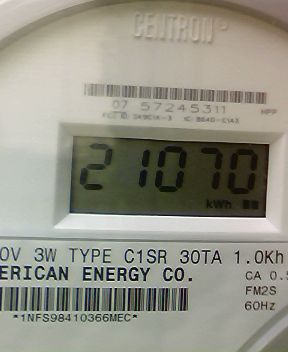 CENTRON
07 57245311
HPP
21070
kWh
0V 3W TYPE C1SR 30TA 1.0Kh
ERICAN ENERGY CO.
CA 0.5
FM2S
60Hz
*1NFS98410366MEC*